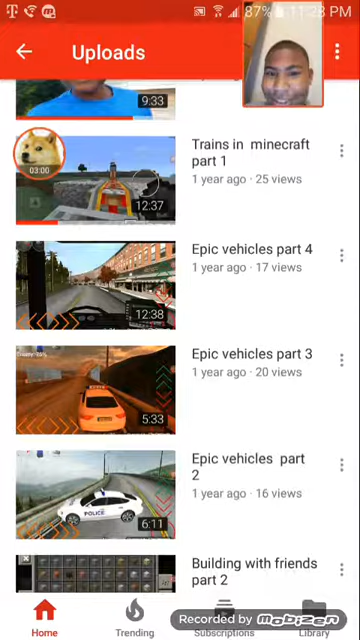 87% 11:28 PM
Uploads
9:33
Trains in minecraft
part 1
1 year ago · 25 views
03:00
12:37
Epic vehicles part 4
1 year ago · 17 views
12:38
Epic vehicles part 3
1 year ago · 20 views
5:33
Epic vehicles part
2
1 year ago · 16 views
POLICE
6:11
Building with friends
part 2
Home
Trending
Subscriptions
Library
Recorded by mobizen